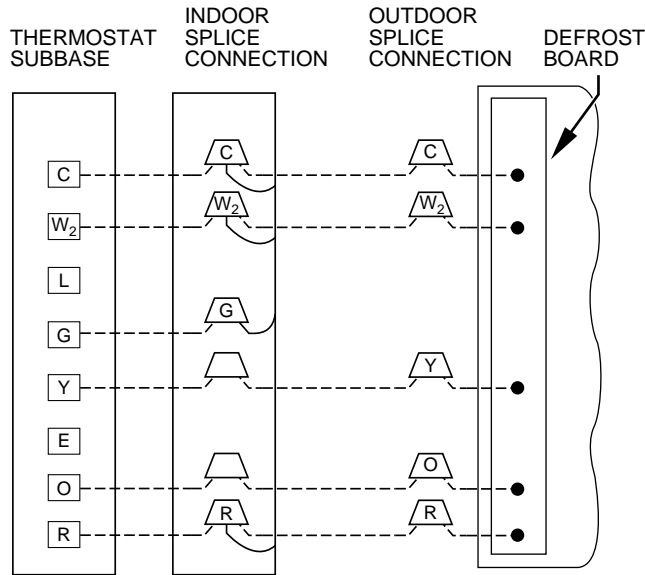 THERMOSTAT
SUBBASE
INDOOR
SPLICE
CONNECTION
OUTDOOR
SPLICE
CONNECTION
DEFROST
BOARD
C C C
W₂ W₂ W₂
L
G G
Y Y
E
O O
R R R